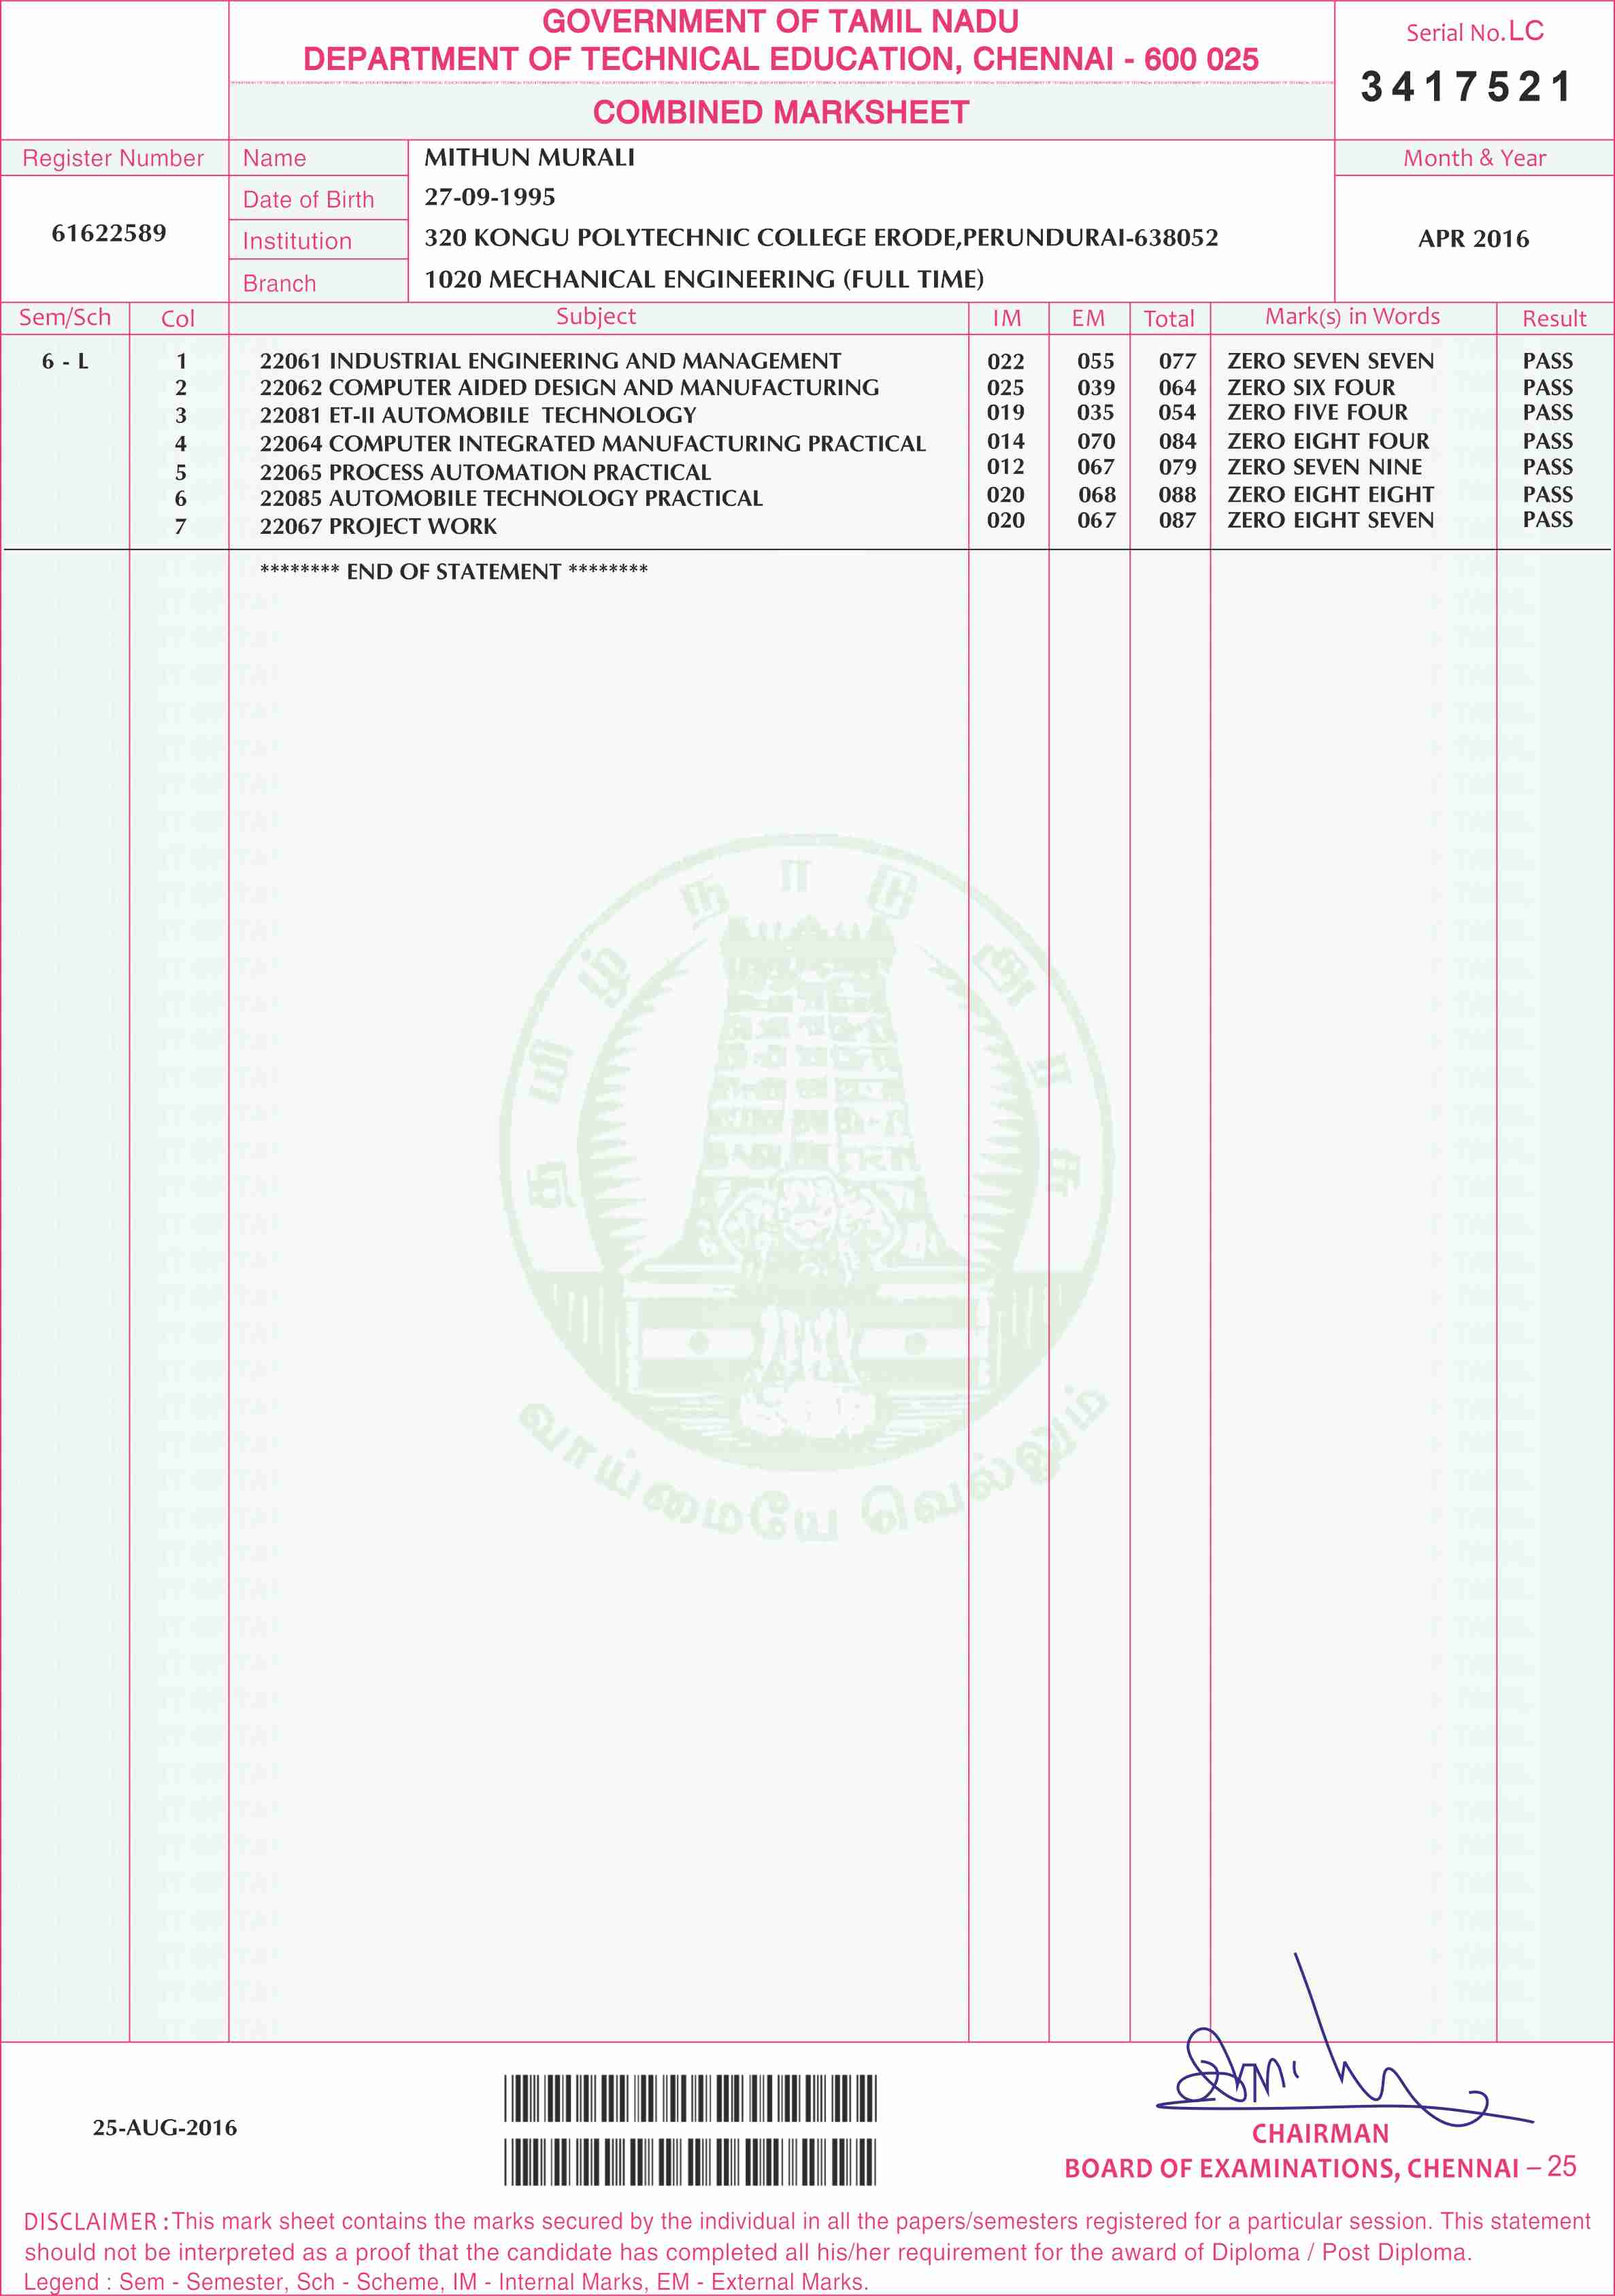 GOVERNMENT OF TAMIL NADU
DEPARTMENT OF TECHNICAL EDUCATION, CHENNAI - 600 025
COMBINED MARKSHEET
Serial No. LC
3417521
Register Number
61622589
Name MITHUN MURALI
Date of Birth 27-09-1995
Institution 320 KONGU POLYTECHNIC COLLEGE ERODE,PERUNDURAI-638052
Branch 1020 MECHANICAL ENGINEERING (FULL TIME)
Month & Year
APR 2016
Sem/Sch Col Subject IM EM Total Mark(s) in Words Result
6 - L 1 22061 INDUSTRIAL ENGINEERING AND MANAGEMENT 022 055 077 ZERO SEVEN SEVEN PASS
2 22062 COMPUTER AIDED DESIGN AND MANUFACTURING 025 039 064 ZERO SIX FOUR PASS
3 22081 ET-II AUTOMOBILE TECHNOLOGY 019 035 054 ZERO FIVE FOUR PASS
4 22064 COMPUTER INTEGRATED MANUFACTURING PRACTICAL 014 070 084 ZERO EIGHT FOUR PASS
5 22065 PROCESS AUTOMATION PRACTICAL 012 067 079 ZERO SEVEN NINE PASS
6 22085 AUTOMOBILE TECHNOLOGY PRACTICAL 020 068 088 ZERO EIGHT EIGHT PASS
7 22067 PROJECT WORK 020 067 087 ZERO EIGHT SEVEN PASS
******** END OF STATEMENT ********
தமிழ் நாடு அரசு
வாய்மையே வெல்லும்
25-AUG-2016
CHAIRMAN
BOARD OF EXAMINATIONS, CHENNAI – 25
DISCLAIMER : This mark sheet contains the marks secured by the individual in all the papers/semesters registered for a particular session. This statement
should not be interpreted as a proof that the candidate has completed all his/her requirement for the award of Diploma / Post Diploma.
Legend : Sem - Semester, Sch - Scheme, IM - Internal Marks, EM - External Marks.